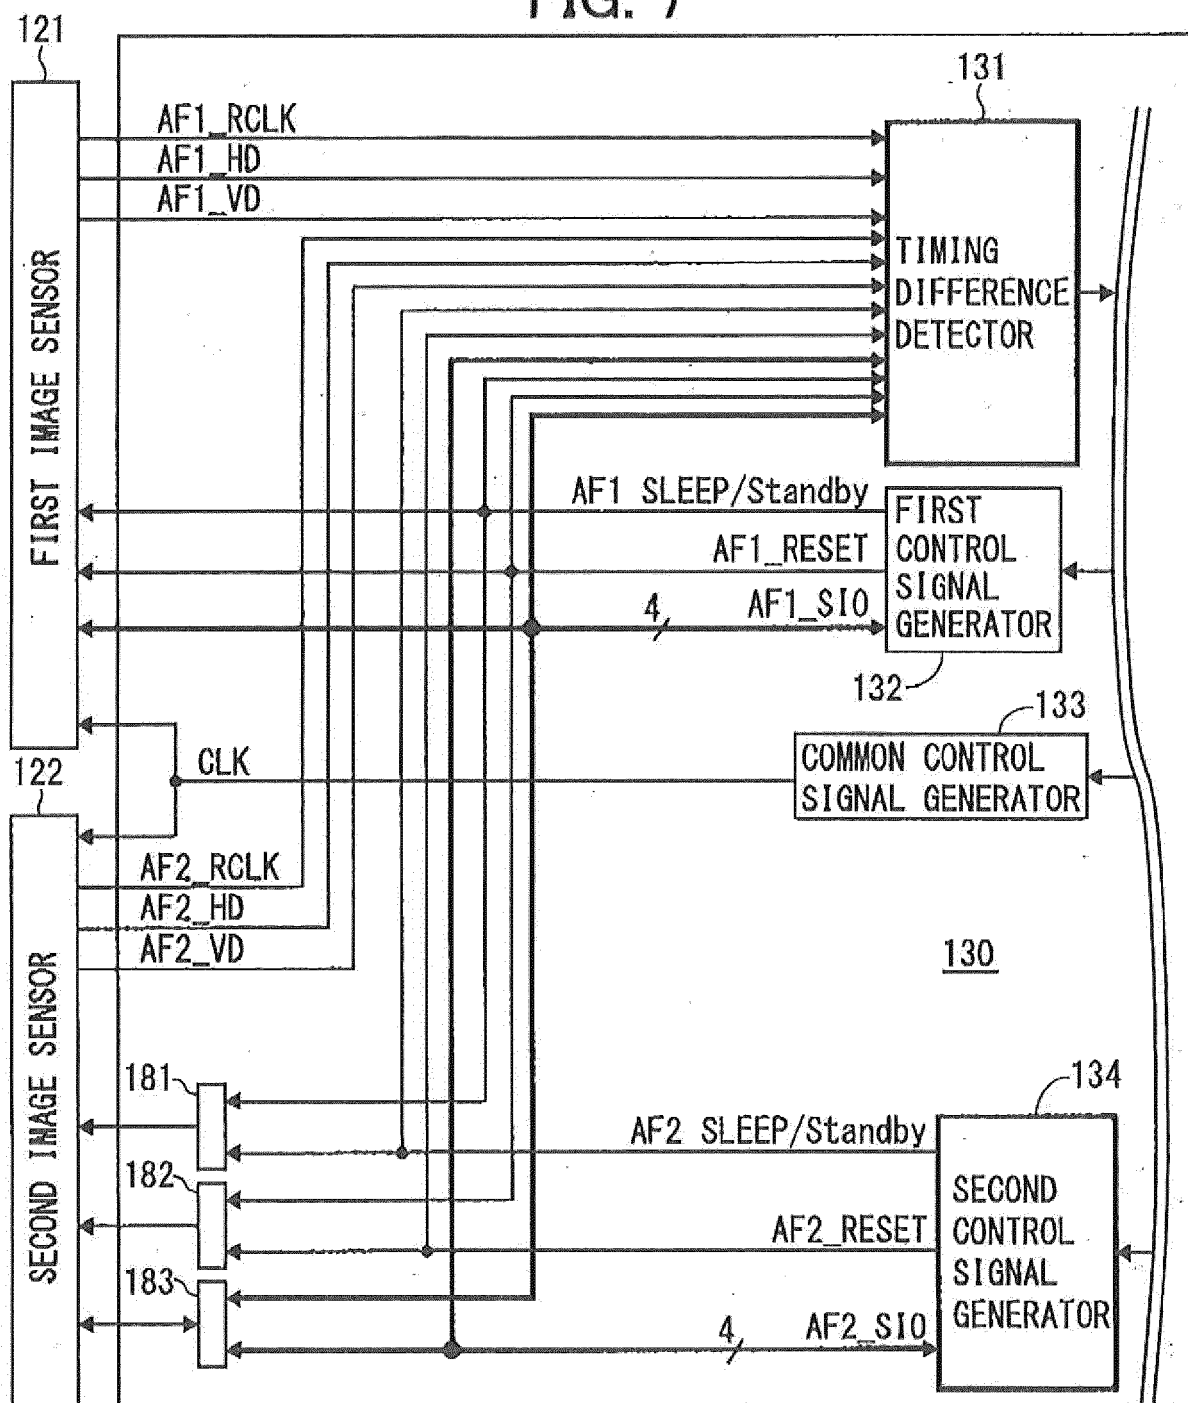 FIG. 7
121
131
AF1_RCLK
AF1_HD
AF1_VD
FIRST IMAGE SENSOR
TIMING
DIFFERENCE
DETECTOR
AF1 SLEEP/Standby
AF1_RESET
4
AF1_SIO
FIRST
CONTROL
SIGNAL
GENERATOR
132
133
COMMON CONTROL
SIGNAL GENERATOR
CLK
122
AF2_RCLK
AF2_HD
AF2_VD
SECOND IMAGE SENSOR
130
181
182
183
134
AF2 SLEEP/Standby
AF2_RESET
4
AF2_SIO
SECOND
CONTROL
SIGNAL
GENERATOR